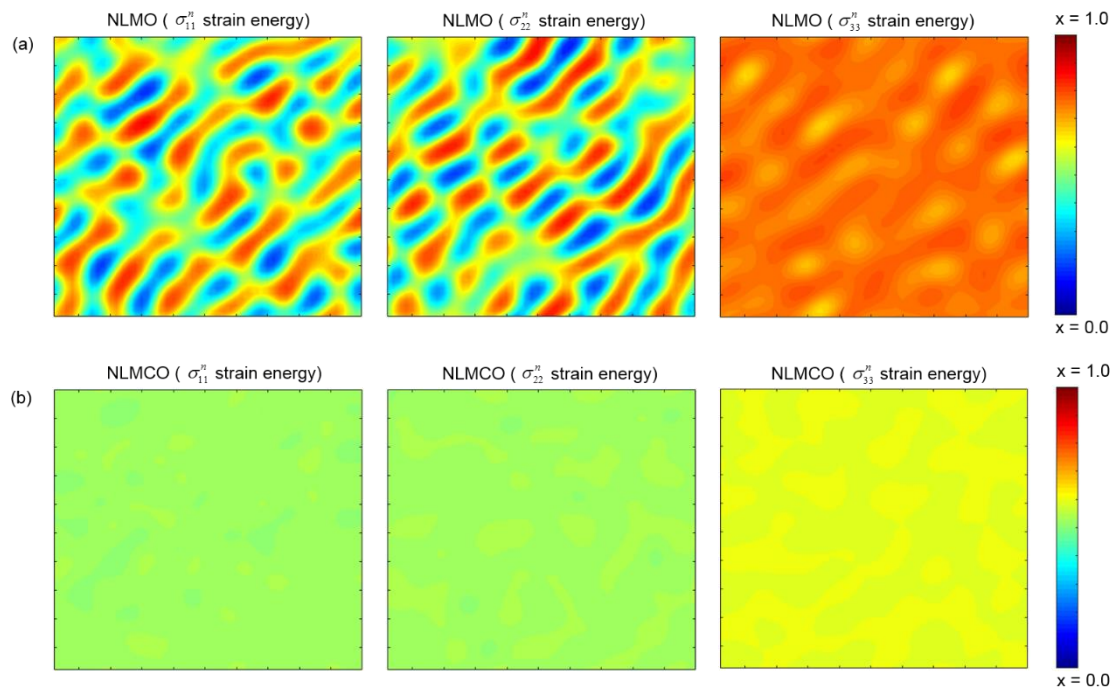 NLMO ( σ₁₁ⁿ strain energy)
NLMO ( σ₂₂ⁿ strain energy)
NLMO ( σ₃₃ⁿ strain energy)
x = 1.0
(a)
x = 0.0
NLMCO ( σ₁₁ⁿ strain energy)
NLMCO ( σ₂₂ⁿ strain energy)
NLMCO ( σ₃₃ⁿ strain energy)
x = 1.0
(b)
x = 0.0